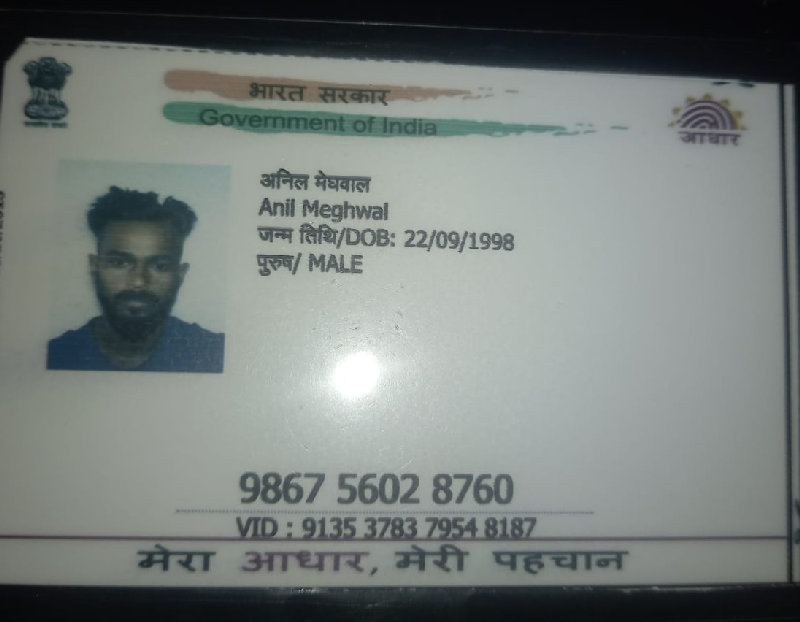 भारत सरकार
Government of India
आधार
अनिल मेघवाल
Anil Meghwal
जन्म तिथि/DOB: 22/09/1998
पुरुष/ MALE
9867 5602 8760
VID : 9135 3783 7954 8187
मेरा आधार, मेरी पहचान